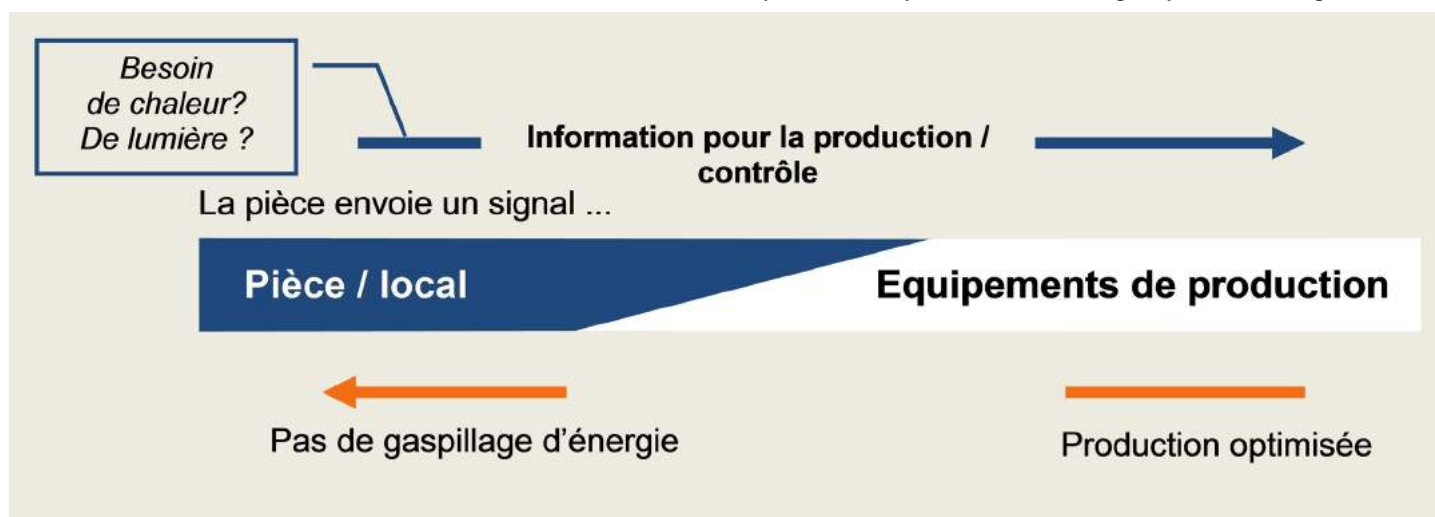 Besoin
de chaleur?
De lumière ?
Information pour la production /
contrôle
La pièce envoie un signal ...
Pièce / local
Equipements de production
Pas de gaspillage d'énergie
Production optimisée